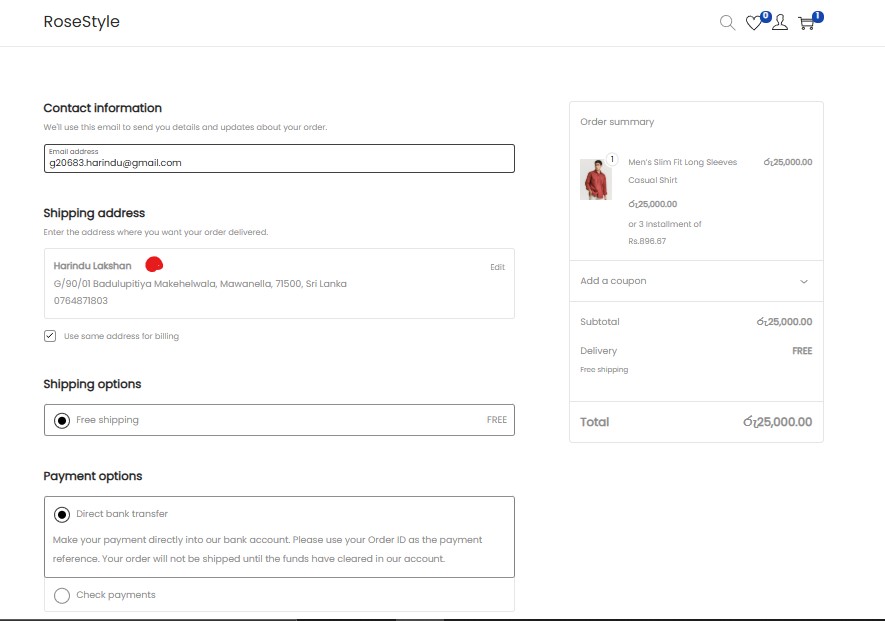 RoseStyle
0
1
Contact information
We'll use this email to send you details and updates about your order.
Email address
g20683.harindu@gmail.com
Shipping address
Enter the address where you want your order delivered.
Harindu Lakshan
Edit
G/90/01 Badulupitiya Makehelwala, Mawanella, 71500, Sri Lanka
0764871803
Use same address for billing
Shipping options
Free shipping
FREE
Payment options
Direct bank transfer
Make your payment directly into our bank account. Please use your Order ID as the payment
reference. Your order will not be shipped until the funds have cleared in our account.
Check payments
Order summary
1
Men's Slim Fit Long Sleeves
Casual Shirt
රු25,000.00
රු25,000.00
or 3 Installment of
Rs.896.67
Add a coupon
Subtotal
රු25,000.00
Delivery
FREE
Free shipping
Total
රු25,000.00